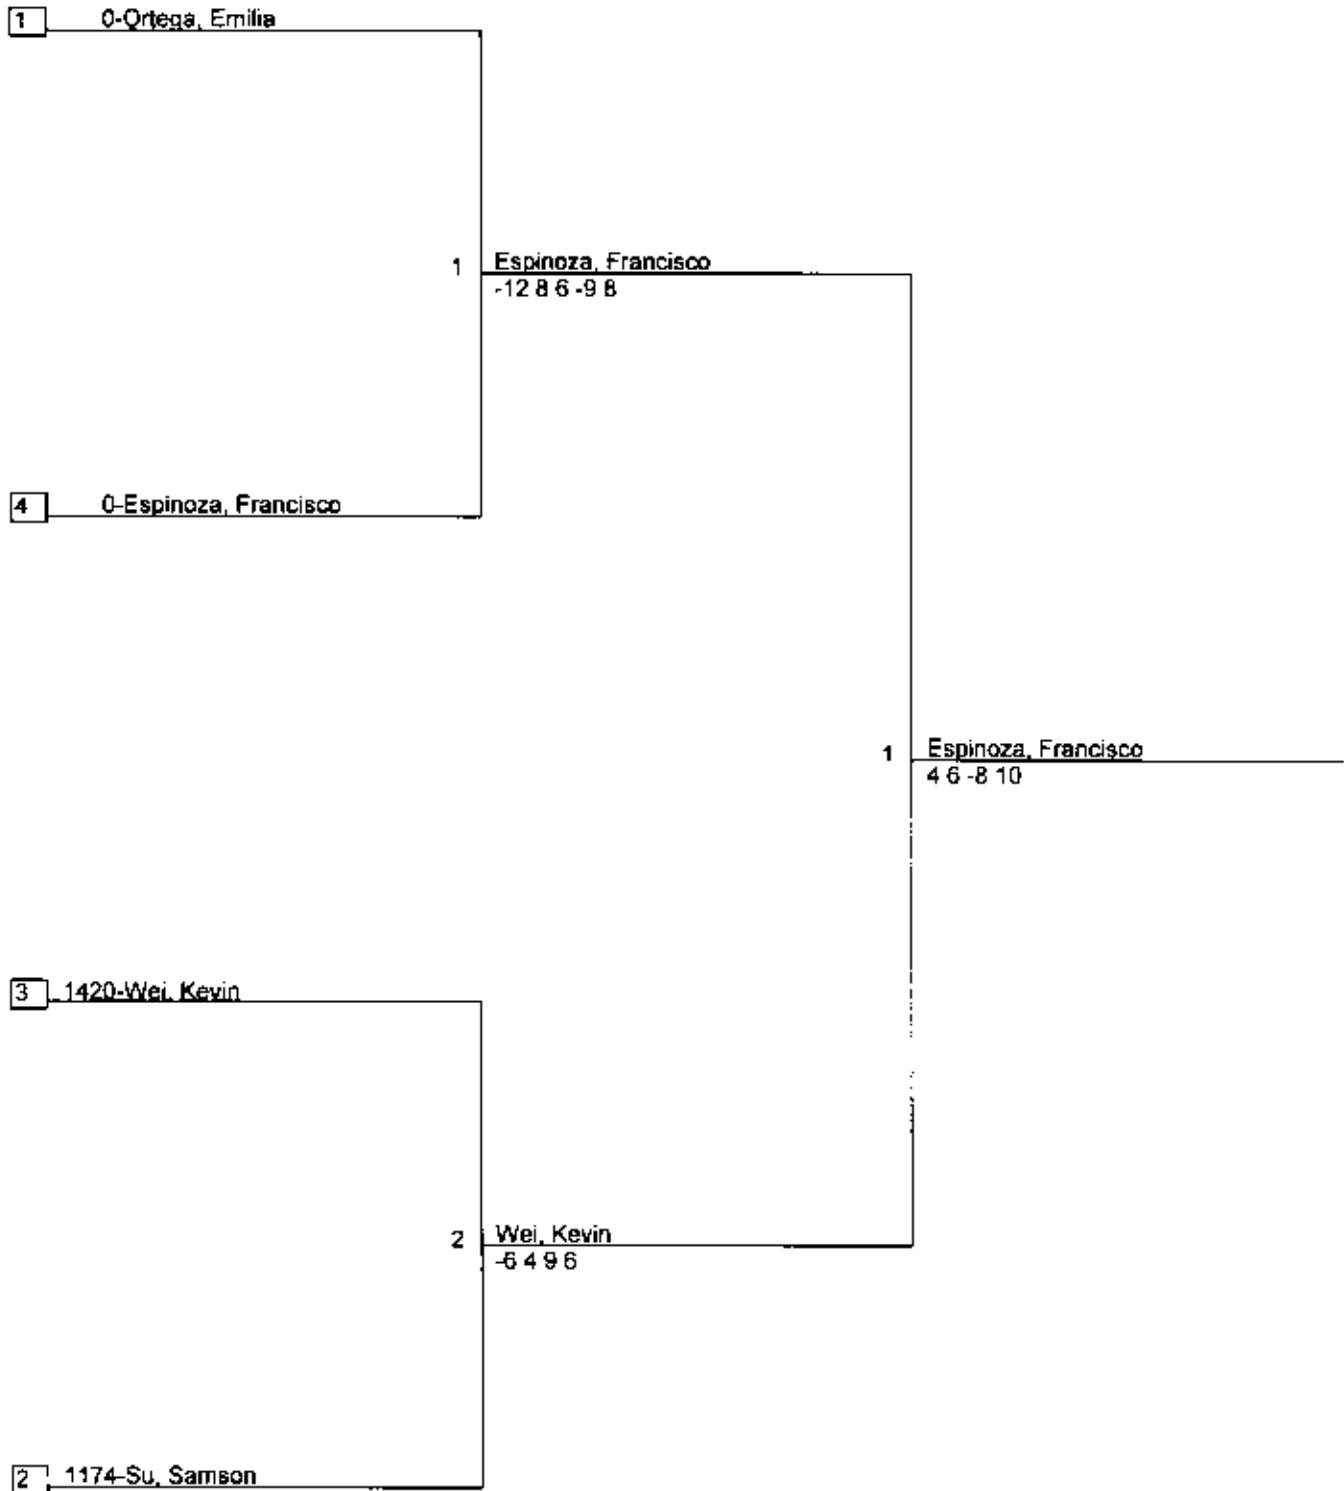 1 0-Ortega, Emilia
1 Espinoza, Francisco
-12 8 6 -9 8
4 0-Espinoza, Francisco
1 Espinoza, Francisco
4 6 -8 10
3 1420-Wei, Kevin
2 Wei, Kevin
-6 4 9 6
2 1174-Su, Samson